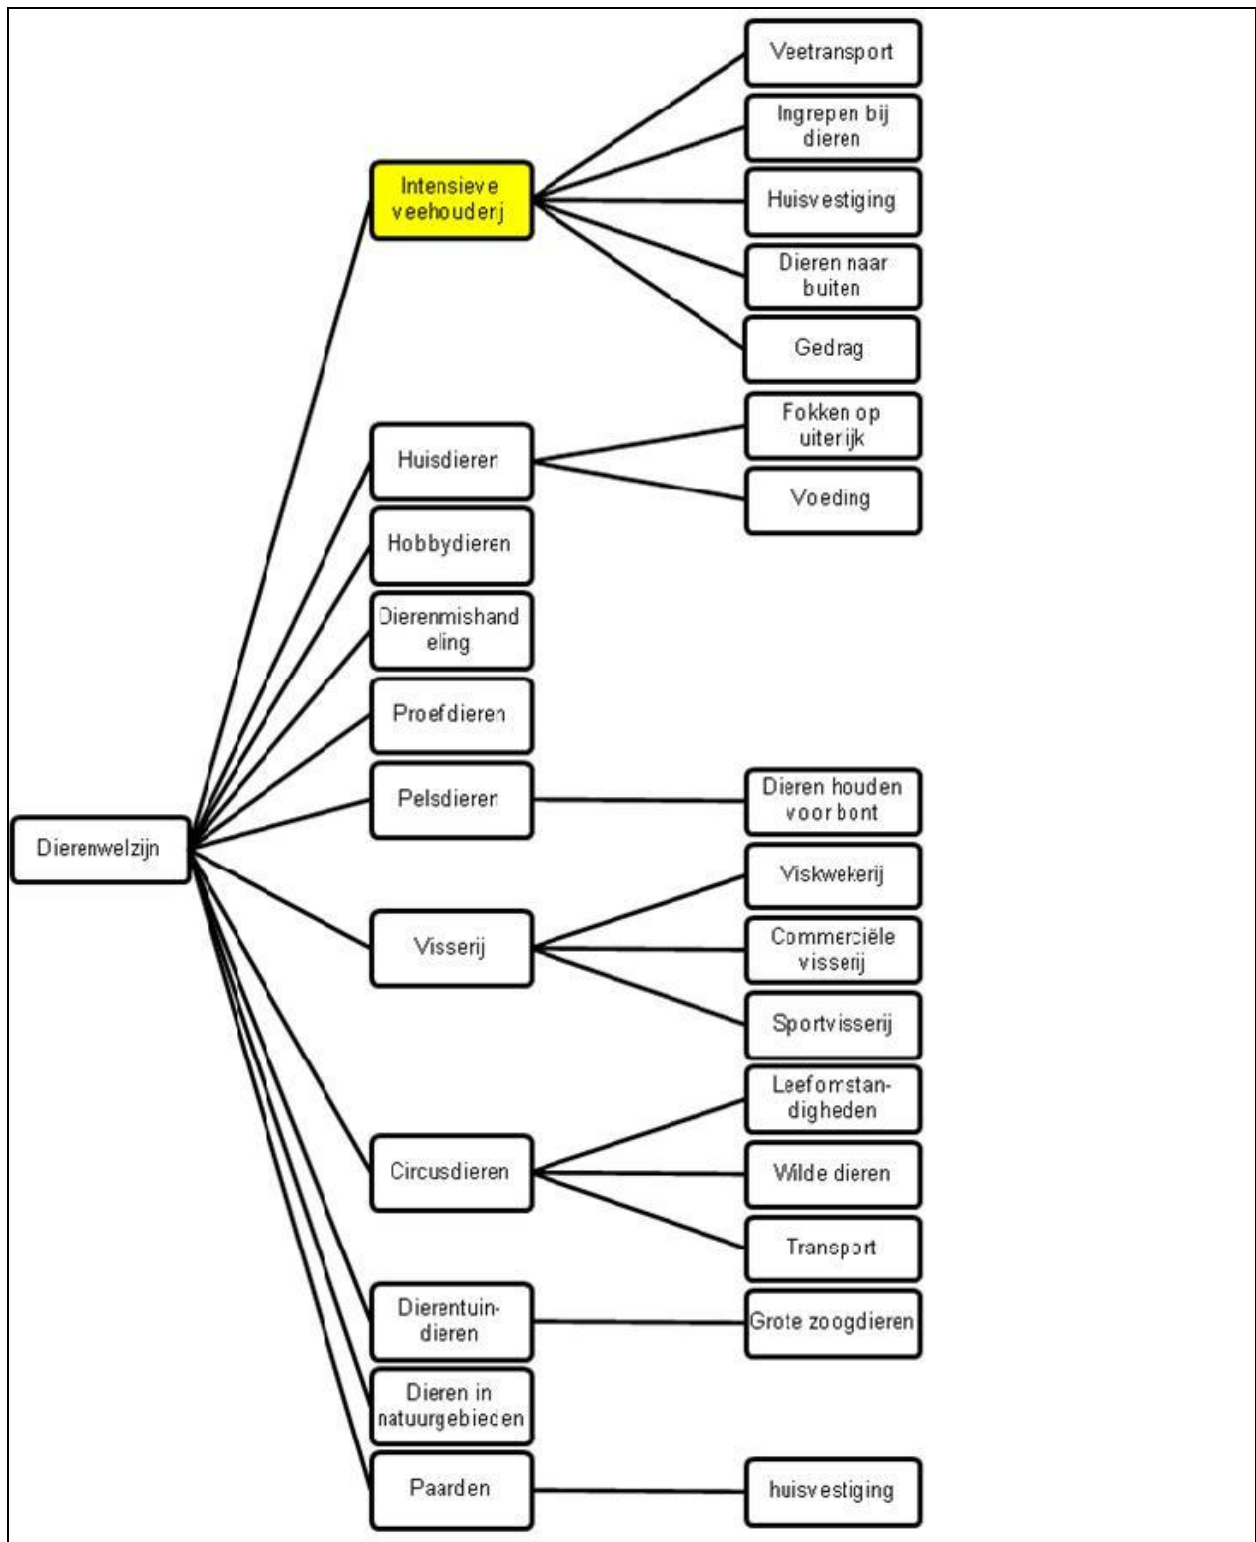 Veetransport
Ingrepen bij
dieren
Intensieve
veehouderij
Huisvestiging
Dieren naar
buiten
Gedrag
Fokken op
uiterijk
Huisdieren
Voeding
Hobbydieren
Dierenmishand
eling
Proefdieren
Pelsdieren
Dieren houden
voor bont
Dierenwelzijn
Viskwekerij
Visserij
Commerciële
visserij
Sportvisserij
Leefomstan-
digheden
Circusdieren
Wilde dieren
Transport
Dierentuin-
dieren
Grote zoogdieren
Dieren in
natuurgebieden
Paarden
huisvestiging